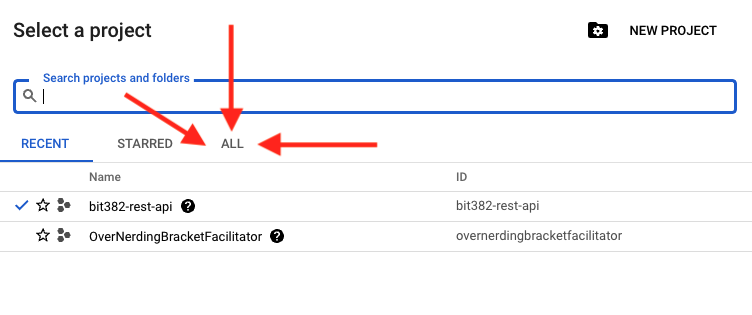 Select a project
NEW PROJECT
Search projects and folders
RECENT STARRED ALL
Name ID
bit382-rest-api ? bit382-rest-api
OverNerdingBracketFacilitator ? overnerdingbracketfacilitator